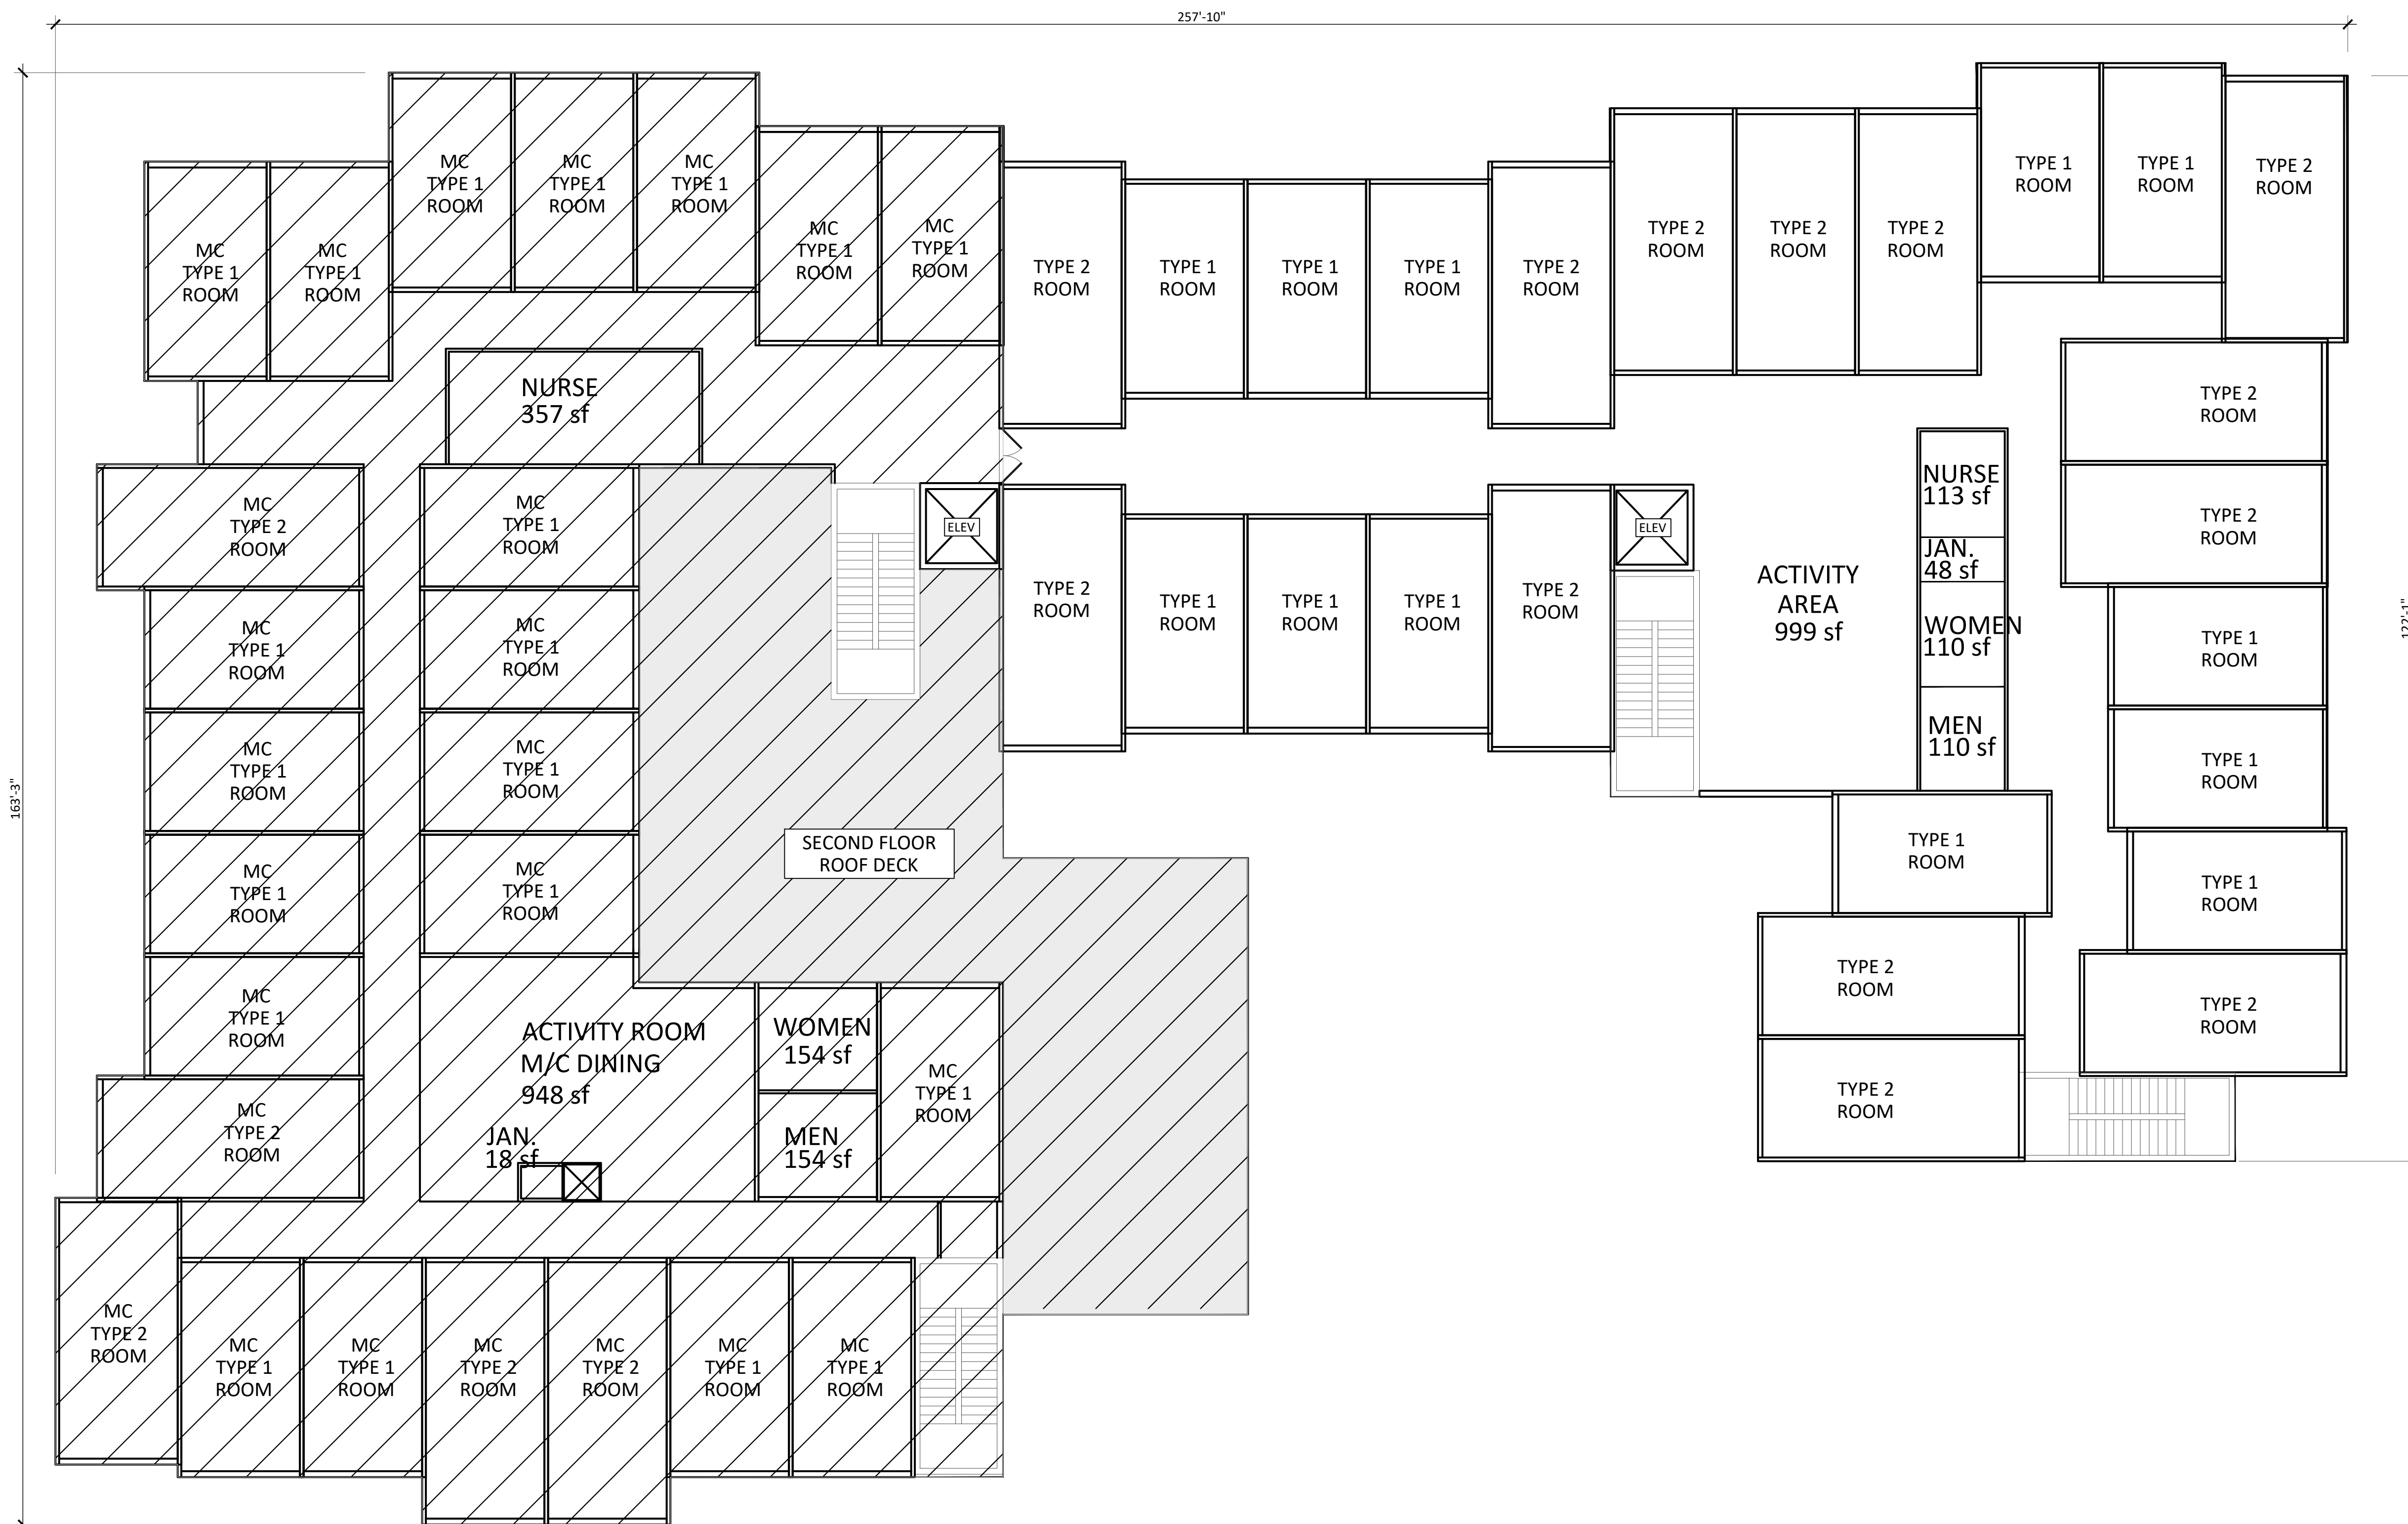 257'-10"
163'-3"
122'-1"
MC
TYPE 1
ROOM
MC
TYPE 1
ROOM
MC
TYPE 1
ROOM
MC
TYPE 1
ROOM
MC
TYPE 1
ROOM
MC
TYPE 1
ROOM
MC
TYPE 1
ROOM
TYPE 2
ROOM
TYPE 1
ROOM
TYPE 1
ROOM
TYPE 1
ROOM
TYPE 2
ROOM
TYPE 2
ROOM
TYPE 2
ROOM
TYPE 2
ROOM
TYPE 1
ROOM
TYPE 1
ROOM
TYPE 2
ROOM
NURSE
357 sf
MC
TYPE 2
ROOM
MC
TYPE 1
ROOM
MC
TYPE 1
ROOM
MC
TYPE 1
ROOM
MC
TYPE 1
ROOM
MC
TYPE 2
ROOM
MC
TYPE 1
ROOM
MC
TYPE 1
ROOM
MC
TYPE 1
ROOM
MC
TYPE 1
ROOM
ELEV
SECOND FLOOR
ROOF DECK
TYPE 2
ROOM
TYPE 1
ROOM
TYPE 1
ROOM
TYPE 1
ROOM
TYPE 2
ROOM
ELEV
ACTIVITY
AREA
999 sf
NURSE
113 sf
JAN.
48 sf
WOMEN
110 sf
MEN
110 sf
TYPE 2
ROOM
TYPE 2
ROOM
TYPE 1
ROOM
TYPE 1
ROOM
TYPE 1
ROOM
TYPE 2
ROOM
TYPE 1
ROOM
TYPE 2
ROOM
TYPE 2
ROOM
ACTIVITY ROOM
M/C DINING
948 sf
JAN.
18 sf
WOMEN
154 sf
MEN
154 sf
MC
TYPE 1
ROOM
MC
TYPE 2
ROOM
MC
TYPE 1
ROOM
MC
TYPE 1
ROOM
MC
TYPE 2
ROOM
MC
TYPE 2
ROOM
MC
TYPE 1
ROOM
MC
TYPE 1
ROOM